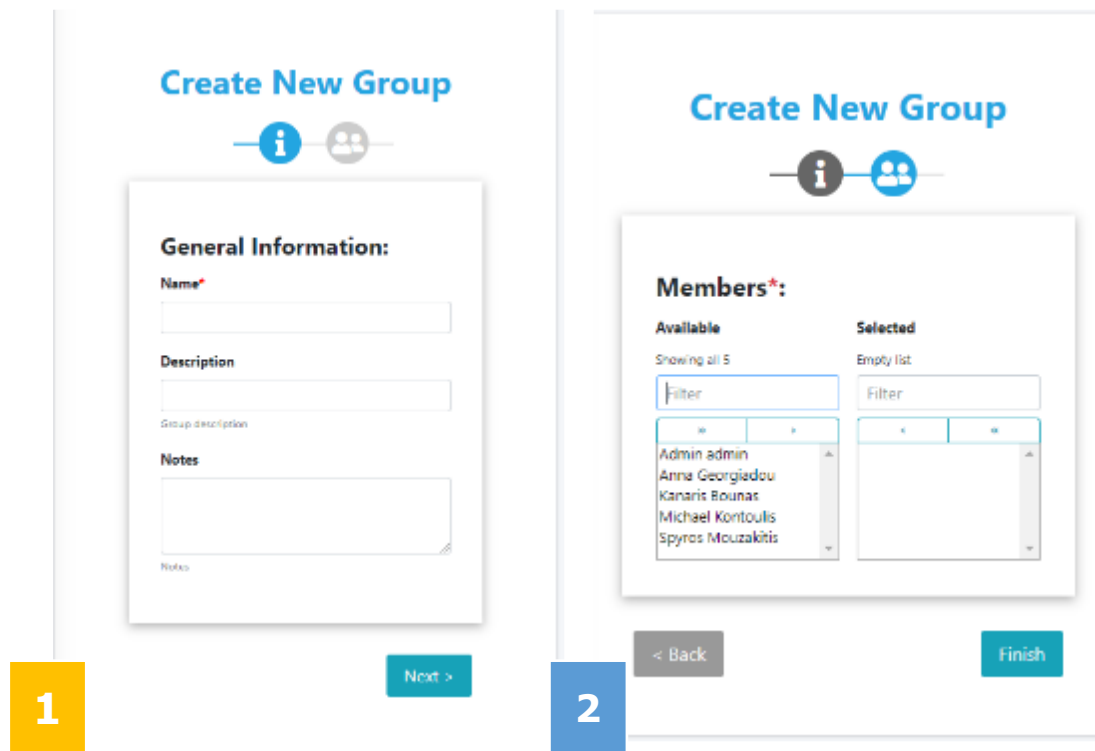 Create New Group
General Information:
Name*
Description
Group description
Notes
Notes
Next >
1
Create New Group
Members*:
Available
Selected
Showing all 5
Empty list
Filter
Filter
» ›
‹ «
Admin admin
Anna Georgiadou
Kanaris Bounas
Michael Kontoulis
Spyros Mouzakitis
< Back
Finish
2